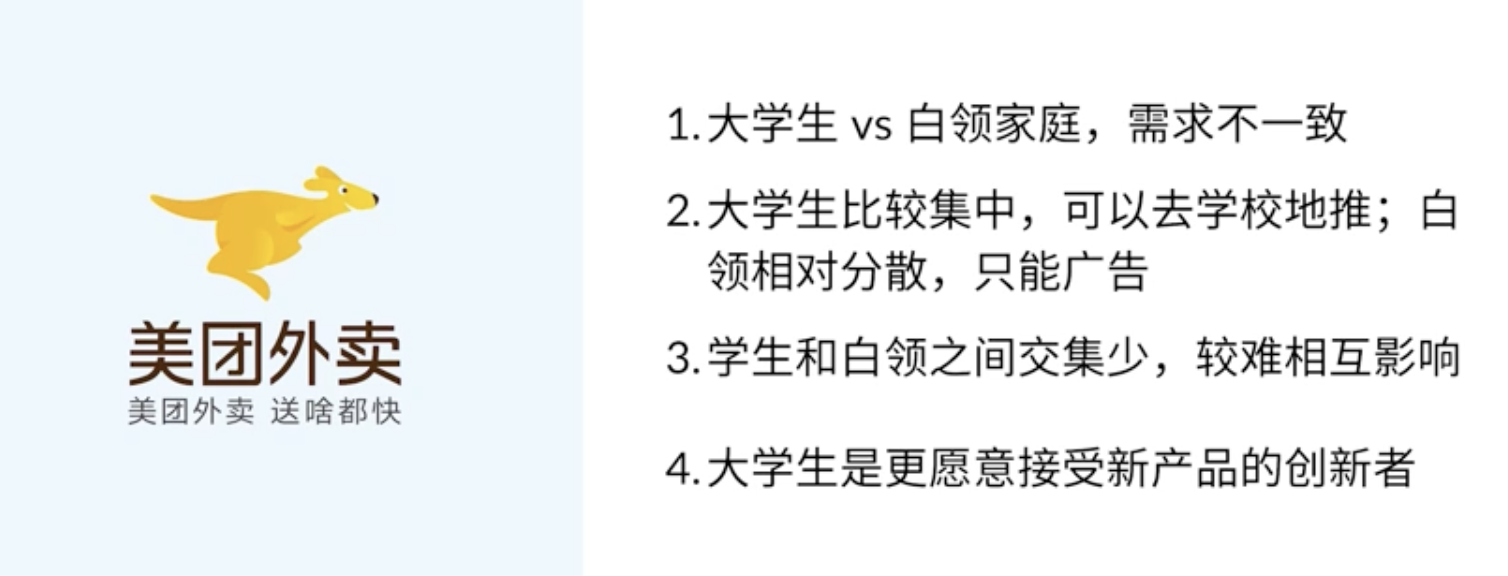 美团外卖
美团外卖 送啥都快
1.大学生 vs 白领家庭，需求不一致
2.大学生比较集中，可以去学校地推；白
领相对分散，只能广告
3.学生和白领之间交集少，较难相互影响
4.大学生是更愿意接受新产品的创新者